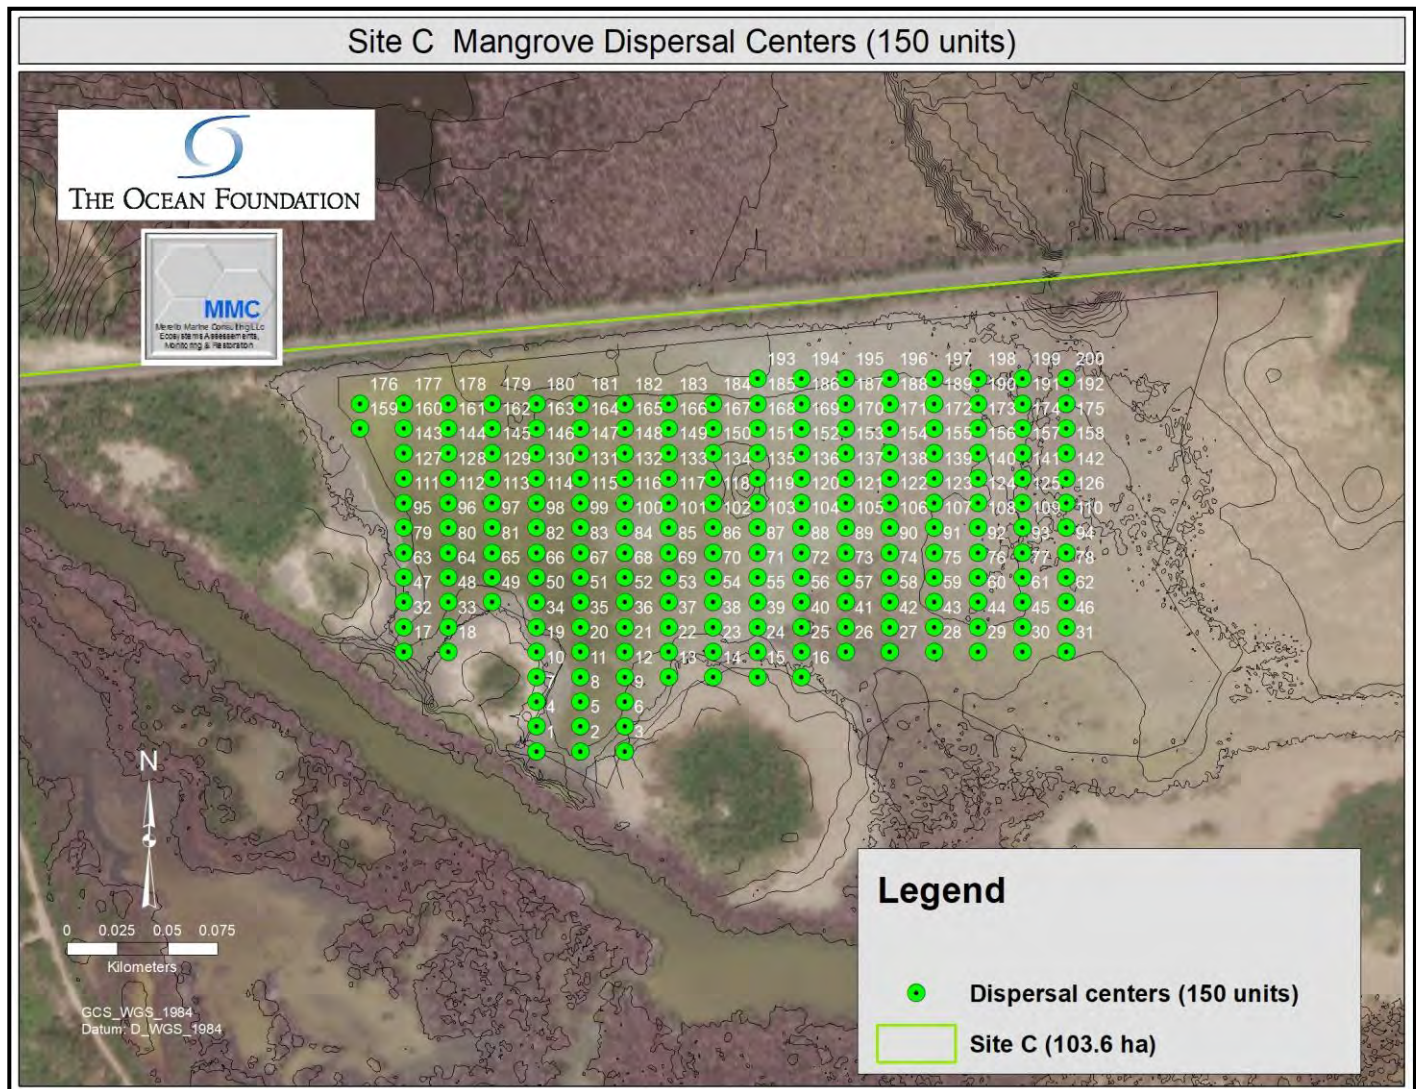 Site C Mangrove Dispersal Centers (150 units)
THE OCEAN FOUNDATION
MMC
Merello Marine Consulting LLc
Ecosystems Assessements,
Monitoring & Restoration
193 194 195 196 197 198 199 200
176 177 178 179 180 181 182 183 184 185 186 187 188 189 190 191 192
159 160 161 162 163 164 165 166 167 168 169 170 171 172 173 174 175
143 144 145 146 147 148 149 150 151 152 153 154 155 156 157 158
127 128 129 130 131 132 133 134 135 136 137 138 139 140 141 142
111 112 113 114 115 116 117 118 119 120 121 122 123 124 125 126
95 96 97 98 99 100 101 102 103 104 105 106 107 108 109 110
79 80 81 82 83 84 85 86 87 88 89 90 91 92 93 94
63 64 65 66 67 68 69 70 71 72 73 74 75 76 77 78
47 48 49 50 51 52 53 54 55 56 57 58 59 60 61 62
32 33 34 35 36 37 38 39 40 41 42 43 44 45 46
17 18 19 20 21 22 23 24 25 26 27 28 29 30 31
10 11 12 13 14 15 16
7 8 9
4 5 6
1 2 3
N
0 0.025 0.05 0.075
Kilometers
GCS_WGS_1984
Datum: D_WGS_1984
Legend
Dispersal centers (150 units)
Site C (103.6 ha)